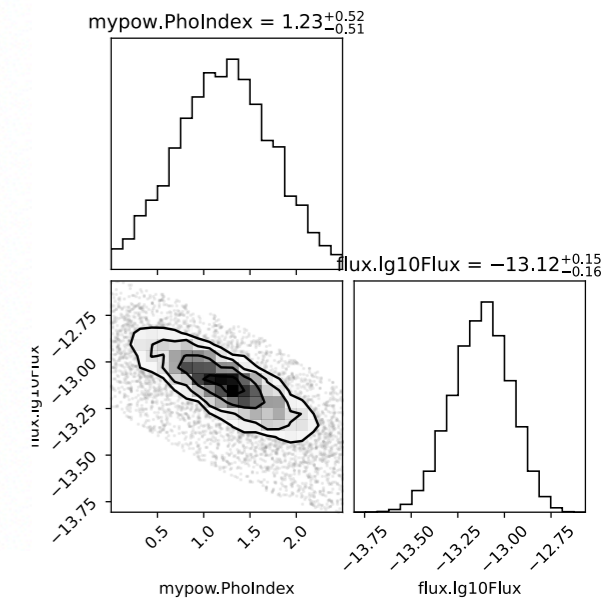 mypow.PhoIndex = 1.23+0.52 −0.51
flux.lg10Flux = −13.12+0.15 −0.16
flux.lg10Flux
−12.75
−13.00
−13.25
−13.50
−13.75
0.5 1.0 1.5 2.0
−13.75 −13.50 −13.25 −13.00 −12.75
mypow.PhoIndex
flux.lg10Flux